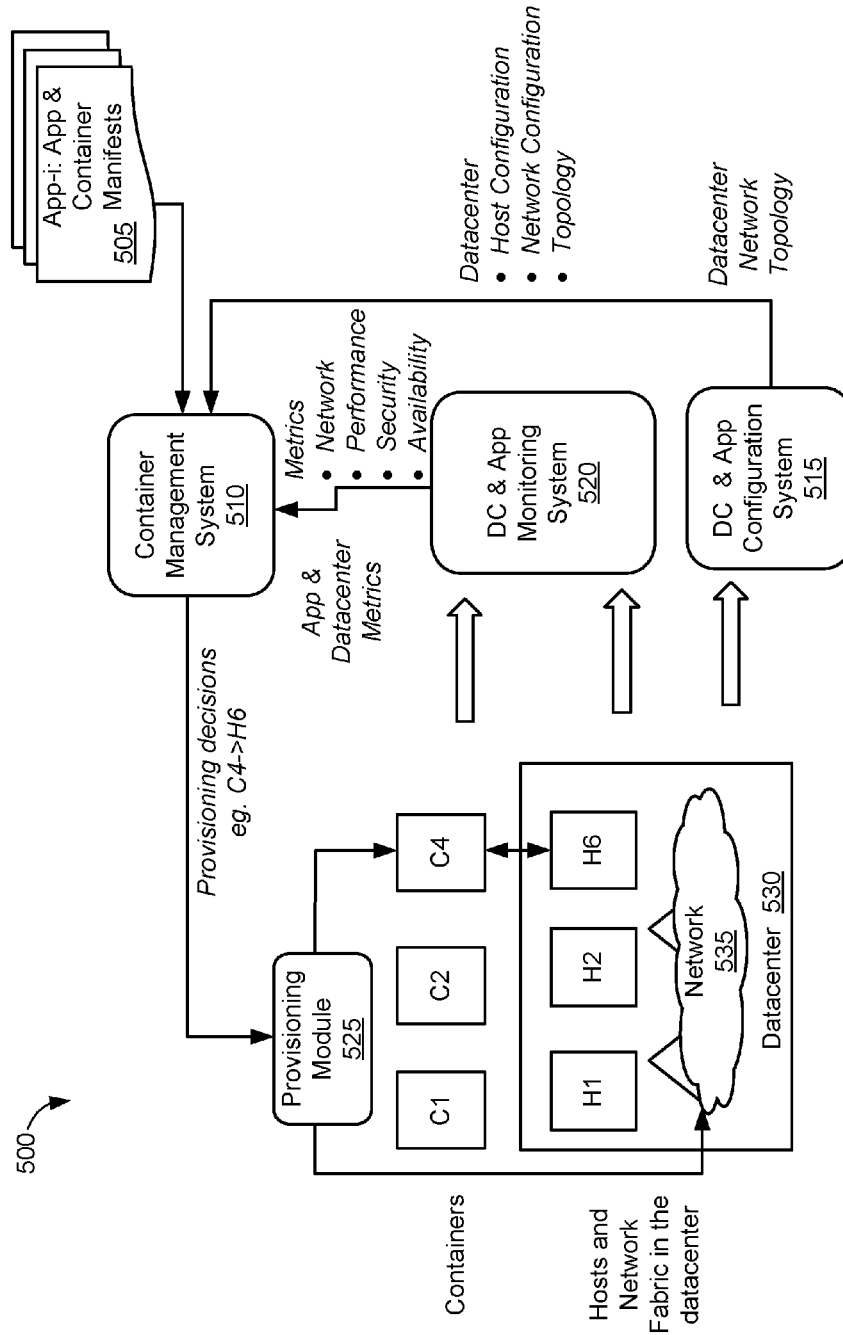 500
App-i: App &
Container
Manifests
505
Container
Management
System
510
Provisioning decisions
eg. C4->H6
Metrics
• Network
• Performance
• Security
• Availability
App &
Datacenter
Metrics
Datacenter
• Host Configuration
• Network Configuration
• Topology
Provisioning
Module
525
DC & App
Monitoring
System
520
Containers
C1
C2
C4
Hosts and
Network
Fabric in the
datacenter
H1
H2
H6
Network
535
Datacenter 530
DC & App
Configuration
System
515
Datacenter
Network
Topology